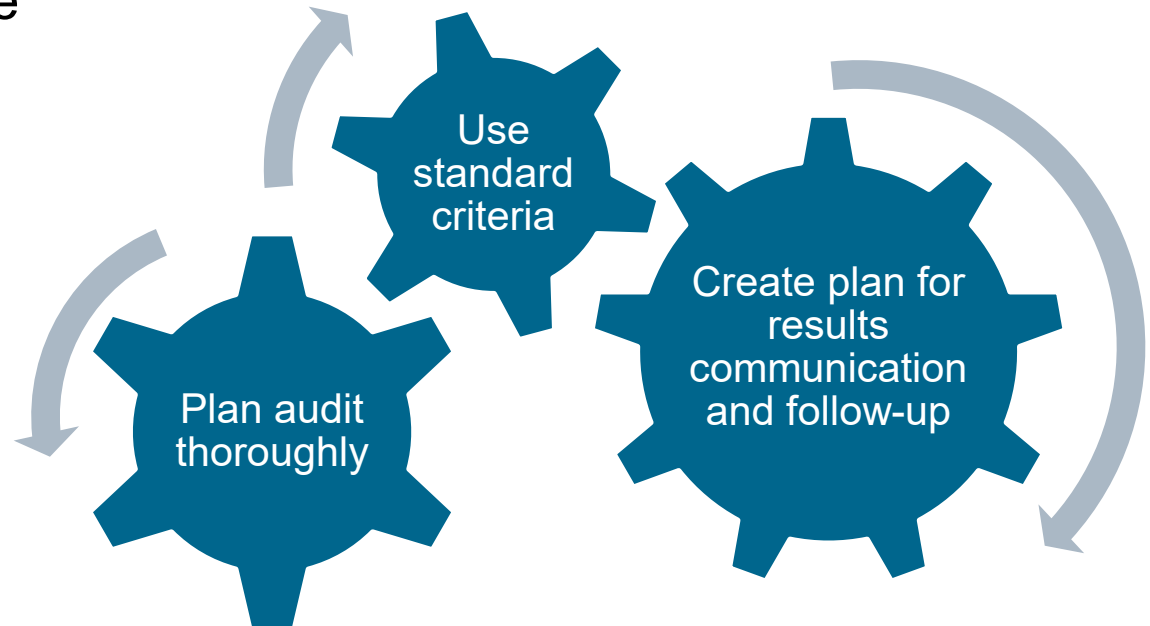 e
Use
standard
criteria
Create plan for
results
communication
and follow-up
Plan audit
thoroughly